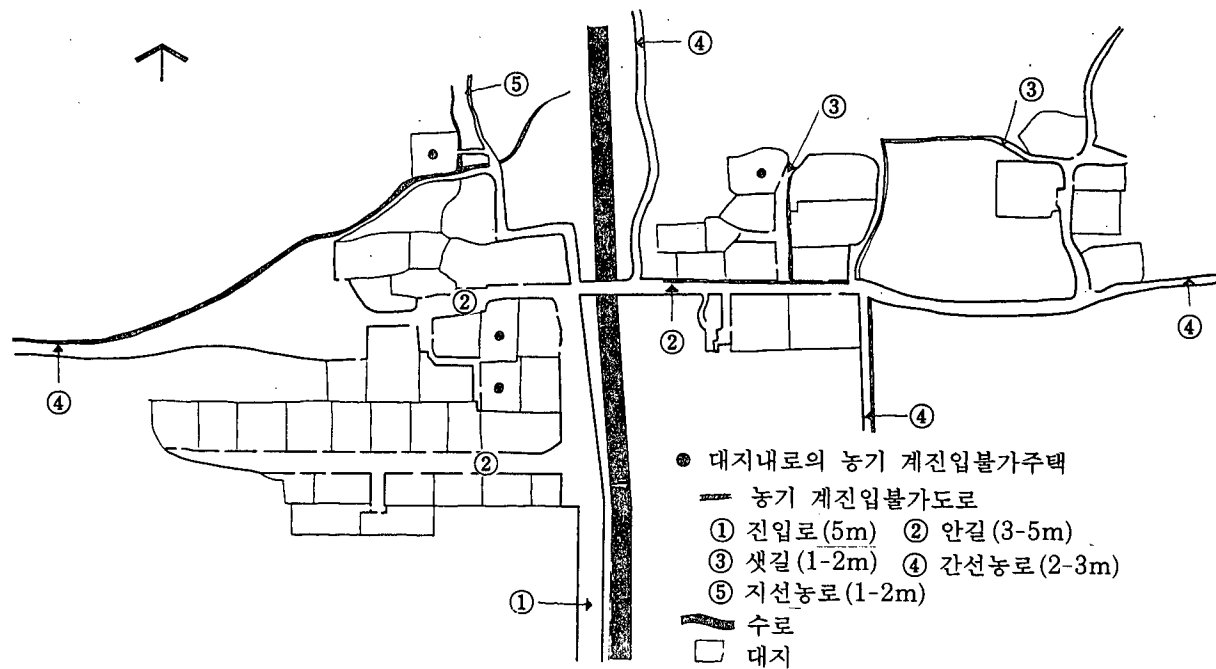 ④
⑤
③
③
②
②
④
④
④
②
● 대지내로의 농기 계진입불가주택
농기 계진입불가도로
① 진입로(5m) ② 안길(3-5m)
③ 샛길(1-2m) ④ 간선농로(2-3m)
⑤ 지선농로(1-2m)
①
수로
대지